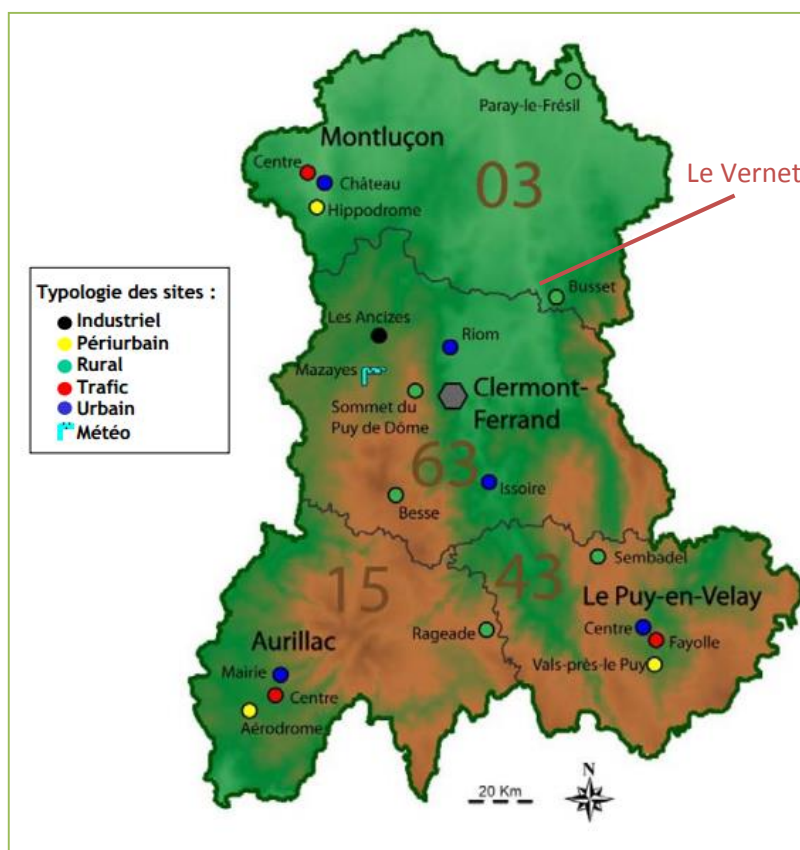 Paray-le-Frésil
Montluçon
Centre
Château
Hippodrome
03
Le Vernet
Busset
Typologie des sites :
Industriel
Périurbain
Rural
Trafic
Urbain
Météo
Les Ancizes
Riom
Mazayes
Sommet du
Puy de Dôme
Clermont-
Ferrand
63
Issoire
Besse
Sembadel
15
43
Le Puy-en-Velay
Centre
Fayolle
Vals-près-le Puy
Rageade
Aurillac
Mairie
Centre
Aérodrome
20 Km
N